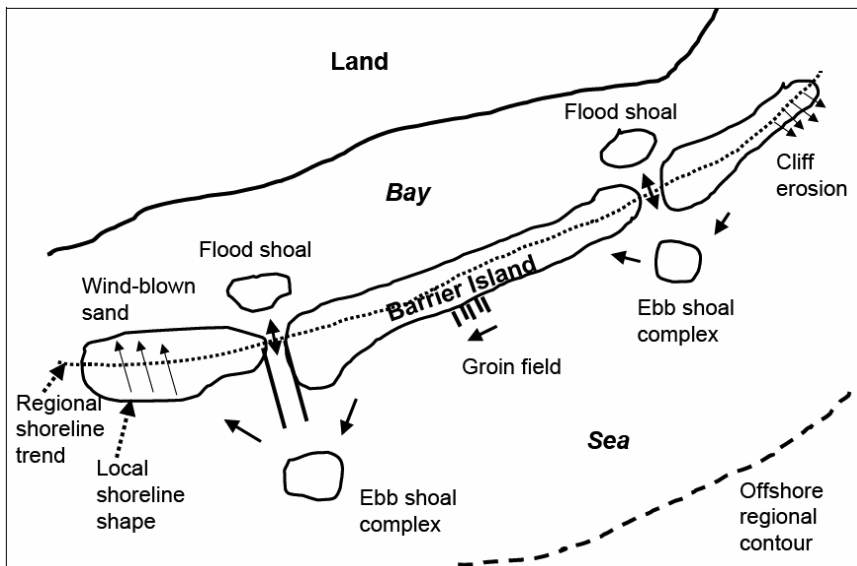 Land
Flood shoal
Cliff
erosion
Bay
Flood shoal
Wind-blown
sand
Barrier Island
Ebb shoal
complex
Groin field
Regional
shoreline
trend
Local
shoreline
shape
Sea
Ebb shoal
complex
Offshore
regional
contour